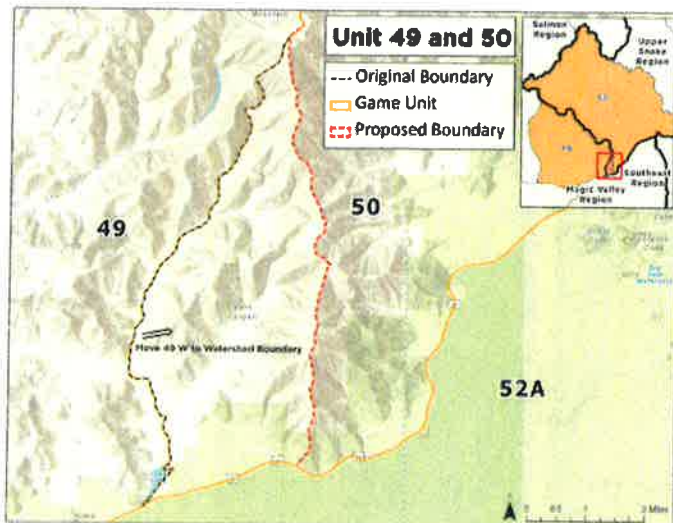 Unit 49 and 50
Original Boundary
Game Unit
Proposed Boundary
Salmon
Region
Upper
Snake
Region
Southeast
Region
Magic Valley
Region
49
50
52A
Move 49 W to Watershed Boundary